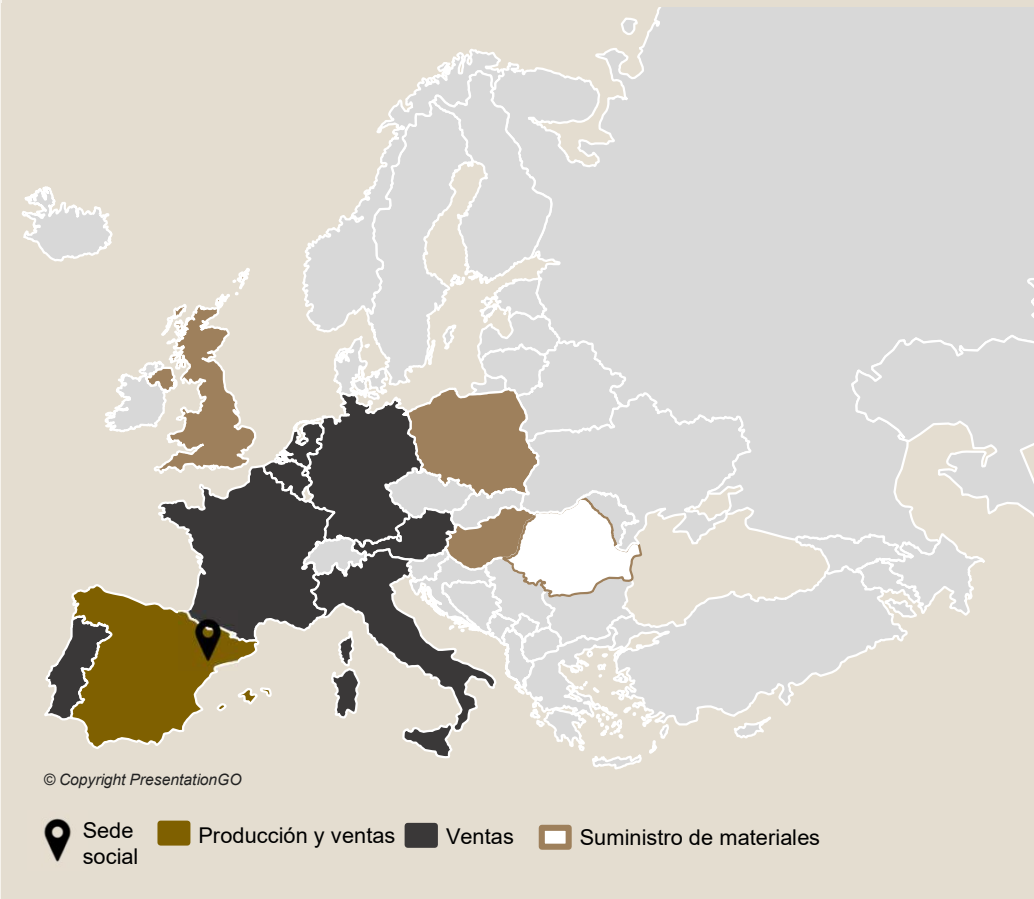 © Copyright PresentationGO
Sede
social
Producción y ventas
Ventas
Suministro de materiales